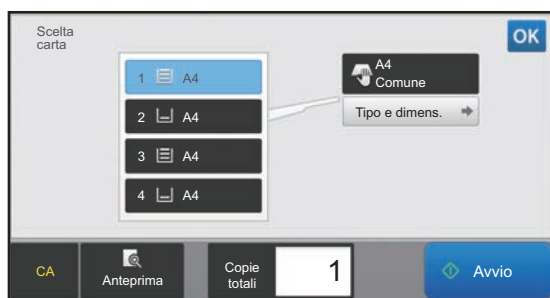 Scelta
carta
OK
1 A4
2 A4
3 A4
4 A4
A4
Comune
Tipo e dimens.
CA
Anteprima
Copie
totali
1
Avvio